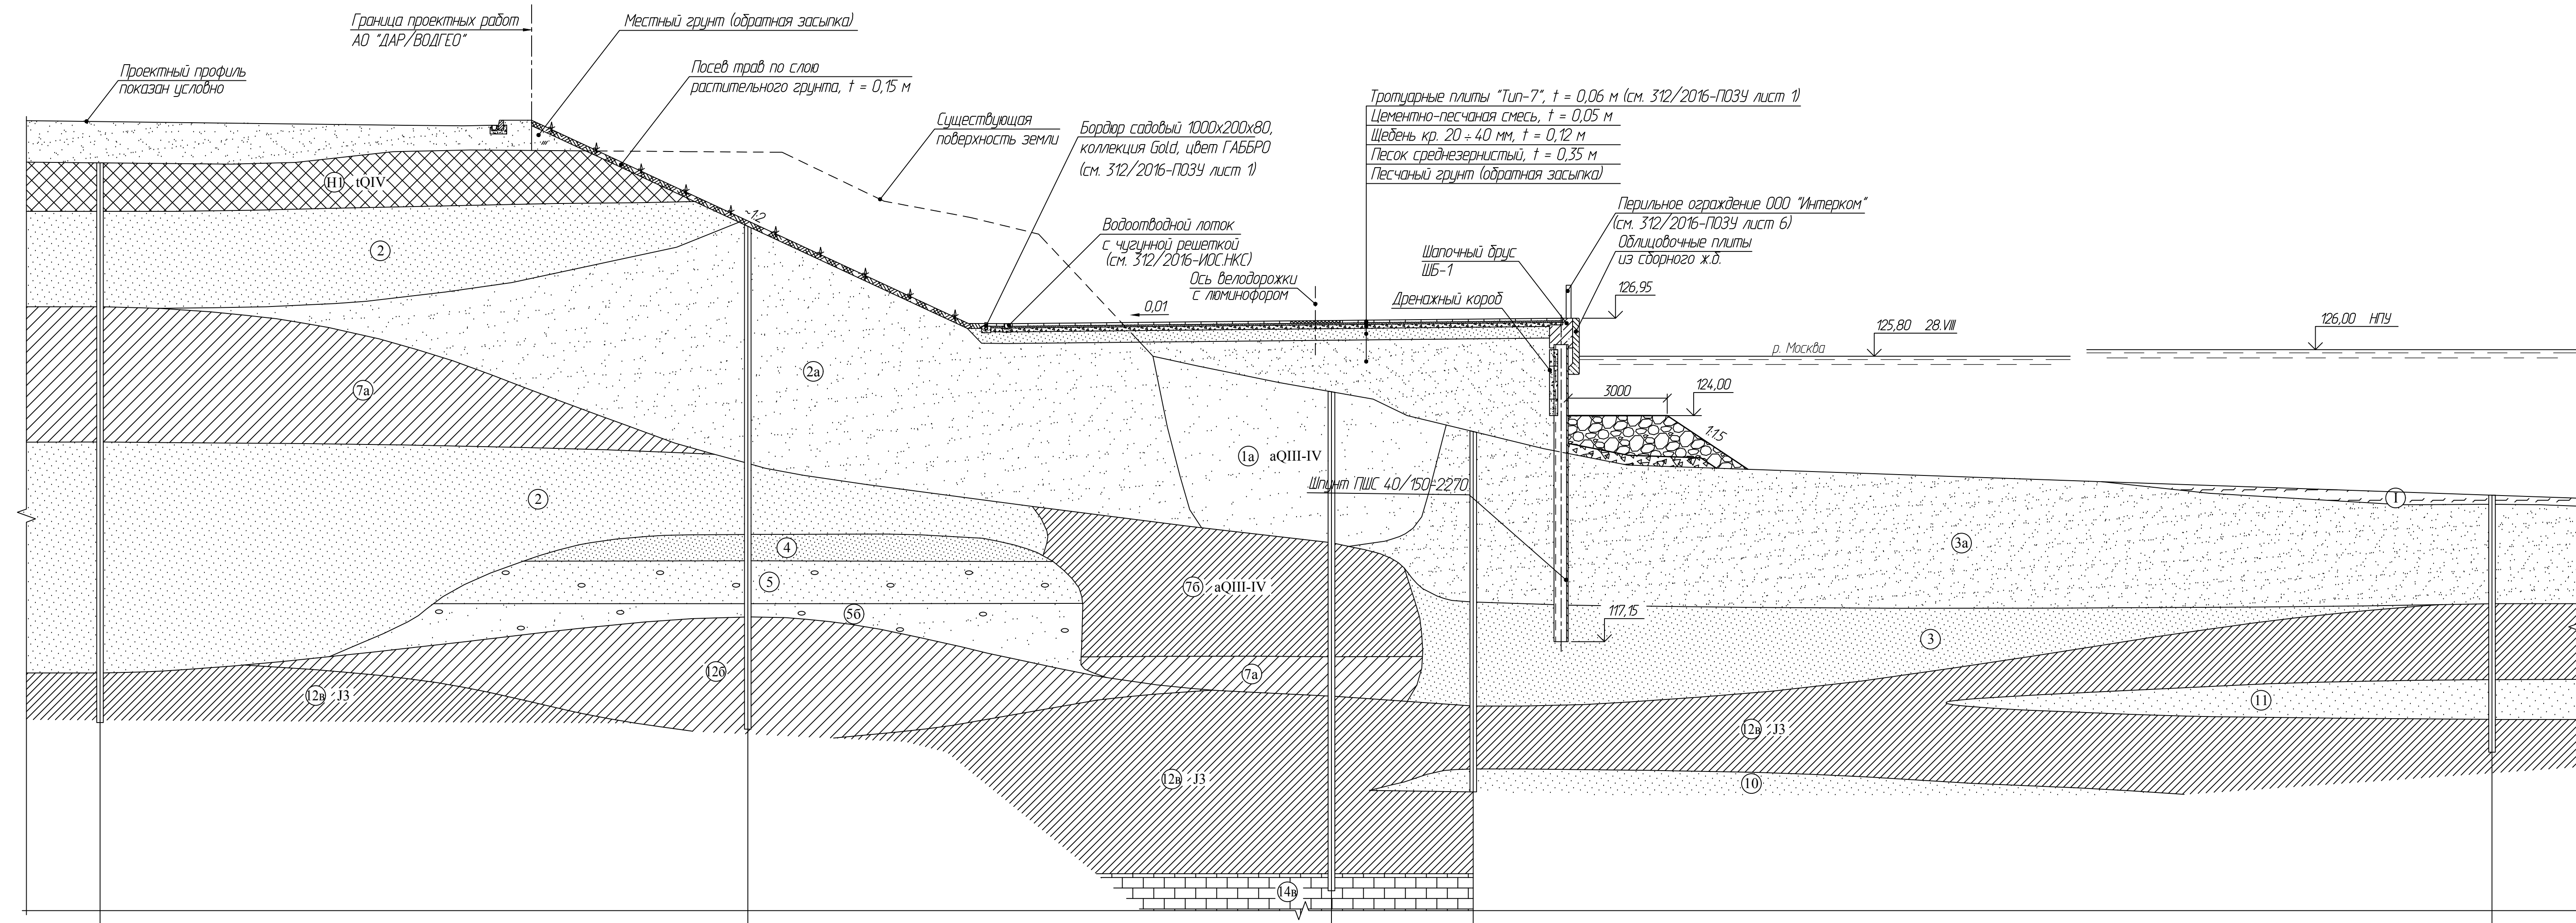 Граница проектных работ
АО "ДАР/ВОДГЕО"
Местный грунт (обратная засыпка)
Проектный профиль
показан условно
Посев трав по слою
растительного грунта, t = 0,15 м
Существующая
поверхность земли
Бордюр садовый 1000х200х80,
коллекция Gold, цвет ГАББРО
(см. 312/2016-ПОЗУ лист 1)
Тротуарные плиты "Тип-7", t = 0,06 м (см. 312/2016-ПОЗУ лист 1)
Цементно-песчаная смесь, t = 0,05 м
Щебень кр. 20 ÷ 40 мм, t = 0,12 м
Песок среднезернистый, t = 0,35 м
Песчаный грунт (обратная засыпка)
Перильное ограждение ООО "Интерком"
(см. 312/2016-ПОЗУ лист 6)
Облицовочные плиты
из сборного ж.б.
Водоотводной лоток
с чугунной решеткой
(см. 312/2016-ИОС.НКС)
Ось велодорожки
с люминофором
Шапочный брус
ШБ-1
Дренажный короб
0,01
~1:2
126,95
125,80 28.VIII
126,00 НПУ
р. Москва
3000
124,00
1:1.5
Н1 tQIV
2
2а
7а
1а aQIII-IV
Шпунт ПШС 40/150-2270
2
4
5
5б
7б aQIII-IV
1
3а
117,15
3
12б
7а
12в J3
11
12в J3
12в J3
10
14в